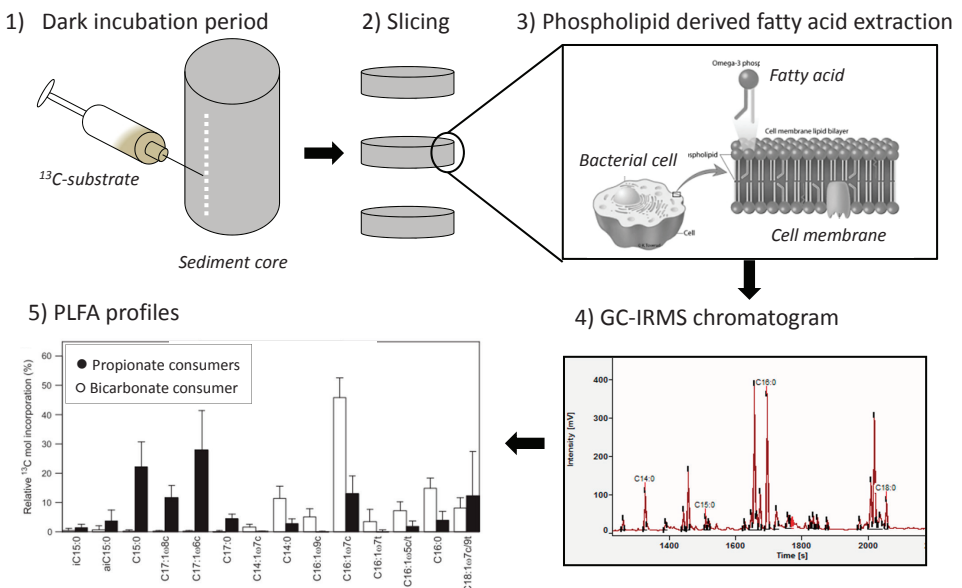 1) Dark incubation period
2) Slicing
3) Phospholipid derived fatty acid extraction
Omega-3 phosp
Fatty acid
Cell membrane lipid bilayer
Bacterial cell
Cell
Cell membrane
¹³C-substrate
Sediment core
5) PLFA profiles
4) GC-IRMS chromatogram
Relative ¹³C mol incorporation (%)
60
50
40
30
20
10
0
● Propionate consumers
○ Bicarbonate consumer
iC15:0
aiC15:0
C15:0
C17:1ω8c
C17:1ω6c
C17:0
C14:1ω7c
C14:0
C16:1ω9c
C16:1ω7c
C16:1ω7t
C16:1ω5c/t
C16:0
C18:1ω7c/9t
Intensity [mV]
400
300
200
100
0
C14:0
C15:0
C16:0
C18:0
1400
1600
1800
2000
Time [s]